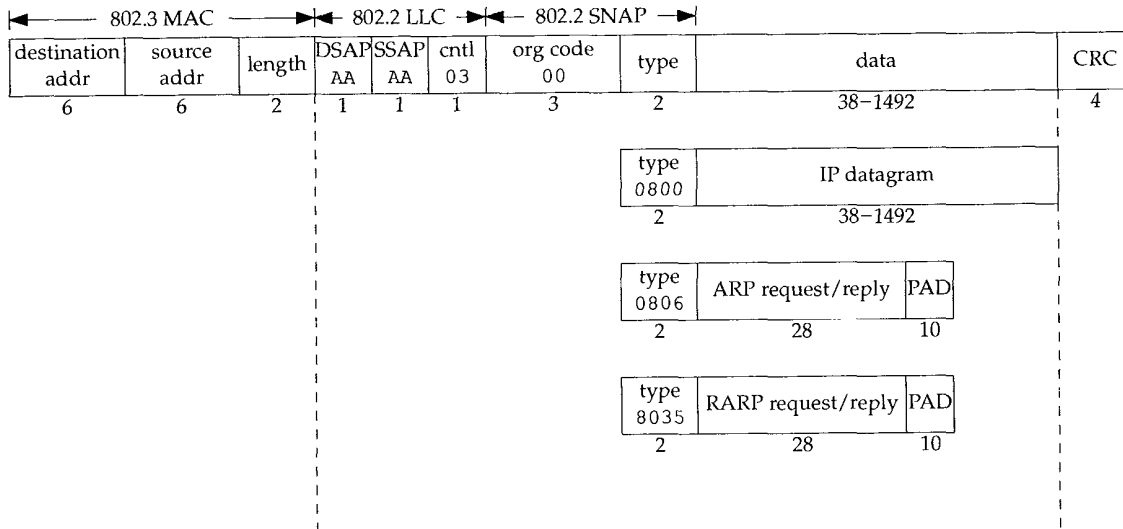 802.3 MAC 802.2 LLC 802.2 SNAP
destination addr source addr length DSAP AA SSAP AA cntl 03 org code 00 type data CRC
6 6 2 1 1 1 3 2 38-1492 4
type 0800 IP datagram
2 38-1492
type 0806 ARP request/reply PAD
2 28 10
type 8035 RARP request/reply PAD
2 28 10